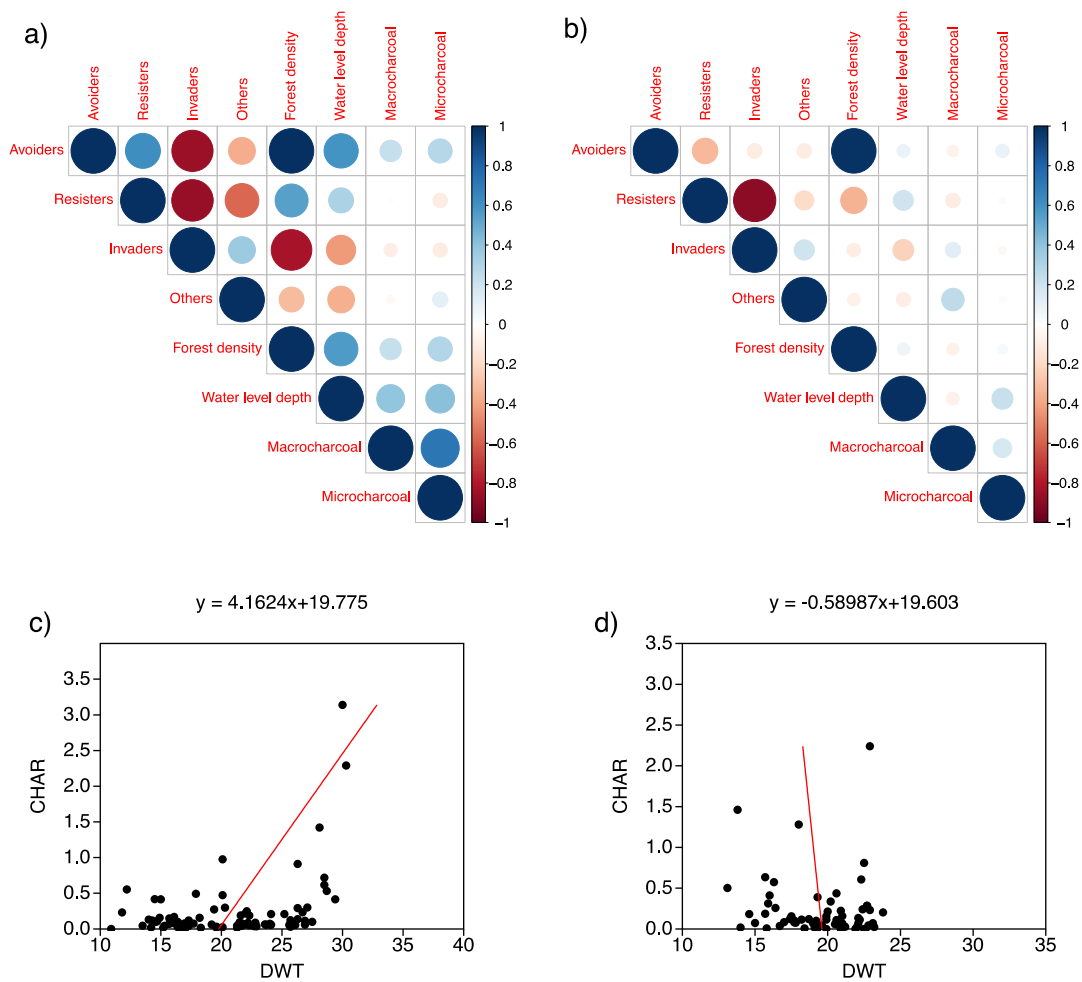 a)
Avoiders
Resisters
Invaders
Others
Forest density
Water level depth
Macrocharcoal
Microcharcoal
Avoiders
Resisters
Invaders
Others
Forest density
Water level depth
Macrocharcoal
Microcharcoal
1
0.8
0.6
0.4
0.2
0
−0.2
−0.4
−0.6
−0.8
−1
b)
Avoiders
Resisters
Invaders
Others
Forest density
Water level depth
Macrocharcoal
Microcharcoal
Avoiders
Resisters
Invaders
Others
Forest density
Water level depth
Macrocharcoal
Microcharcoal
1
0.8
0.6
0.4
0.2
0
−0.2
−0.4
−0.6
−0.8
−1
c)
y = 4.1624x+19.775
CHAR
3.5
3.0
2.5
2.0
1.5
1.0
0.5
0.0
10 15 20 25 30 35 40
DWT
d)
y = -0.58987x+19.603
CHAR
3.5
3.0
2.5
2.0
1.5
1.0
0.5
0.0
10 15 20 25 30 35
DWT